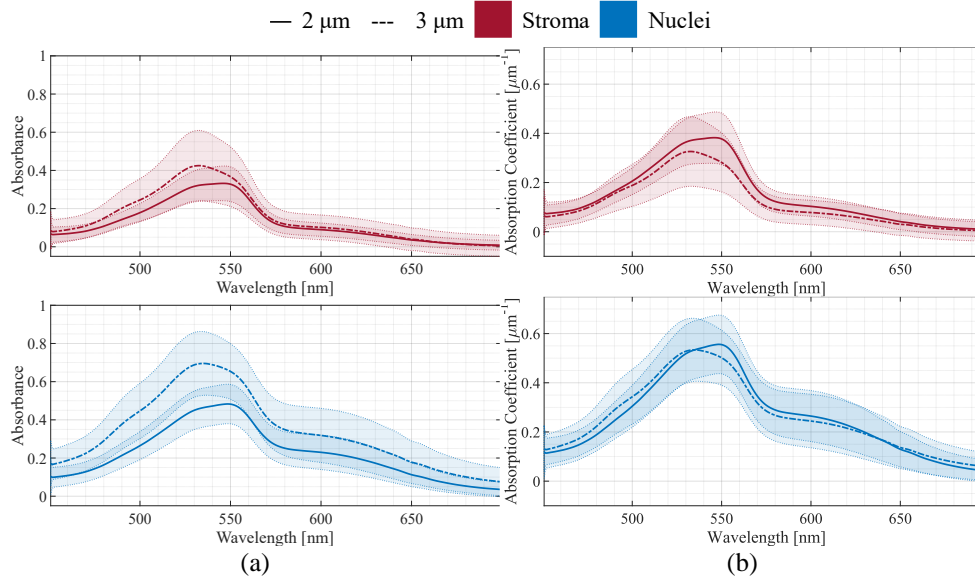 2 μm 3 μm Stroma Nuclei
1
0.8
0.6
0.4
0.2
0
Absorbance
500 550 600 650
Wavelength [nm]
0.6
0.4
0.2
0
Absorption Coefficient [μm⁻¹]
500 550 600 650
Wavelength [nm]
1
0.8
0.6
0.4
0.2
0
Absorbance
500 550 600 650
Wavelength [nm]
0.6
0.4
0.2
0
Absorption Coefficient [μm⁻¹]
500 550 600 650
Wavelength [nm]
(a) (b)